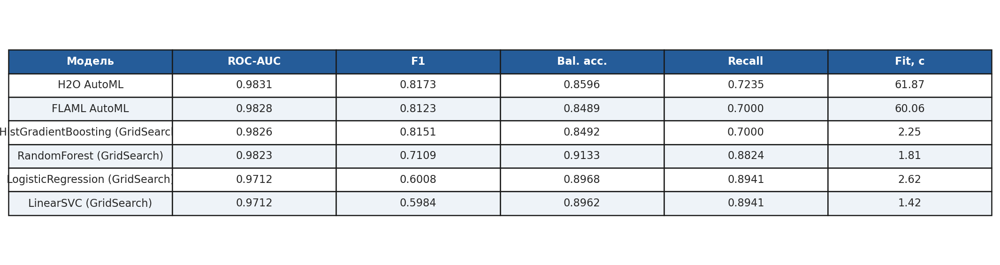 Модель ROC-AUC F1 Bal. acc. Recall Fit, с
H2O AutoML 0.9831 0.8173 0.8596 0.7235 61.87
FLAML AutoML 0.9828 0.8123 0.8489 0.7000 60.06
HistGradientBoosting (GridSearch 0.9826 0.8151 0.8492 0.7000 2.25
RandomForest (GridSearch) 0.9823 0.7109 0.9133 0.8824 1.81
LogisticRegression (GridSearch) 0.9712 0.6008 0.8968 0.8941 2.62
LinearSVC (GridSearch) 0.9712 0.5984 0.8962 0.8941 1.42